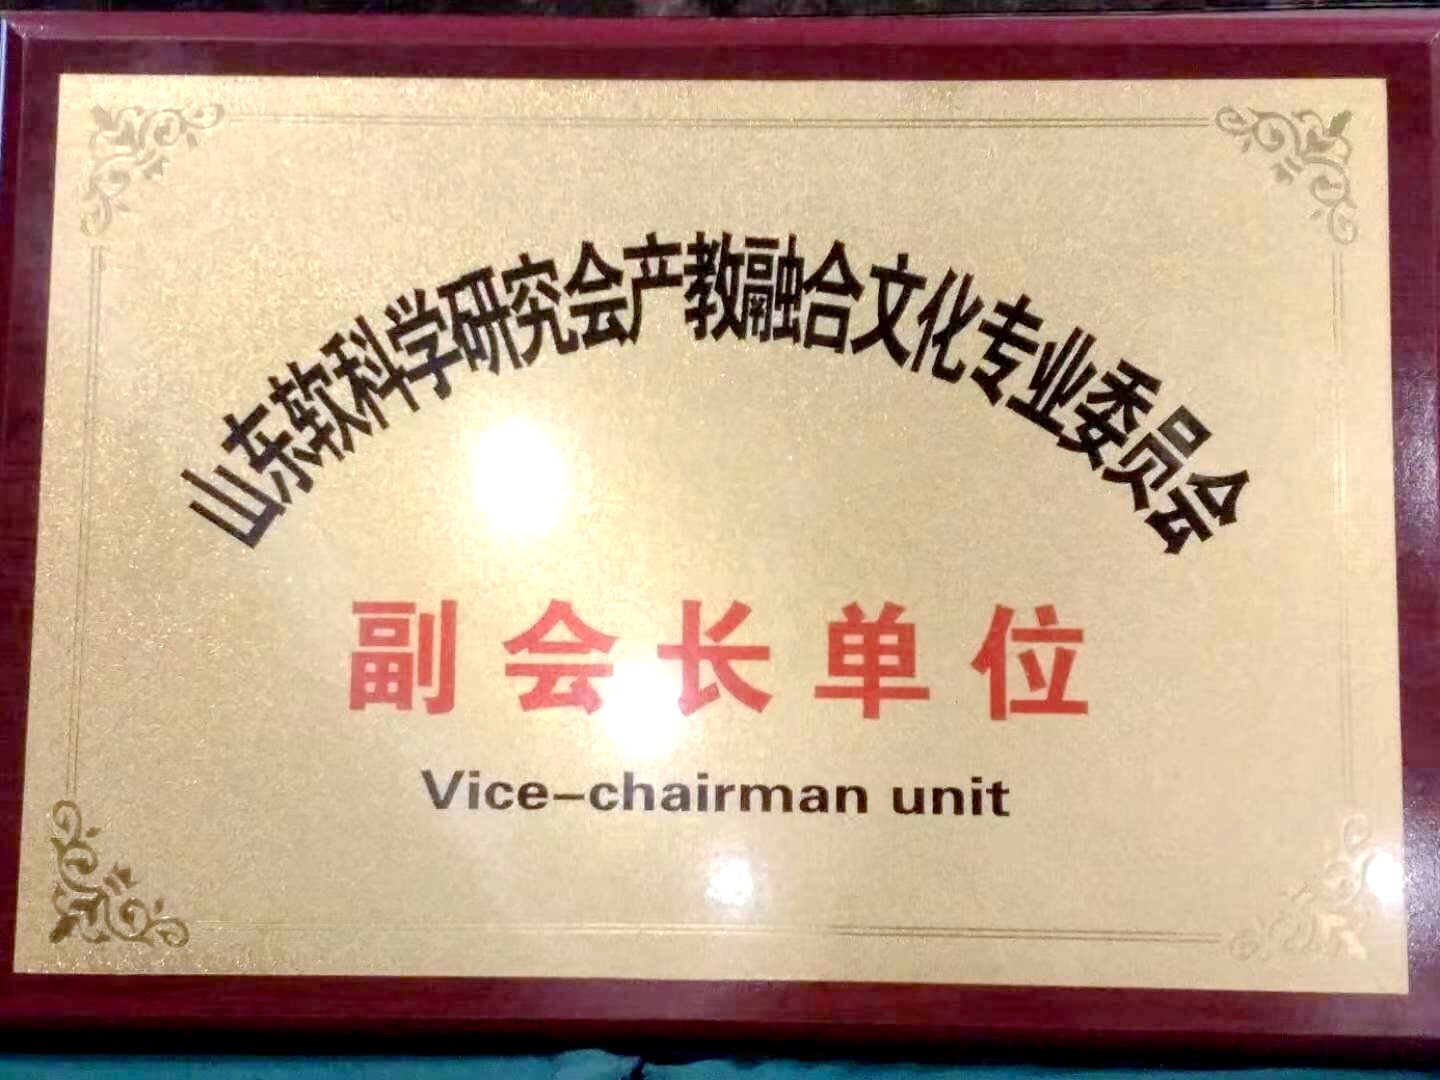 山东软科学研究会产教融合文化专业委员会
副会长单位
Vice-chairman unit